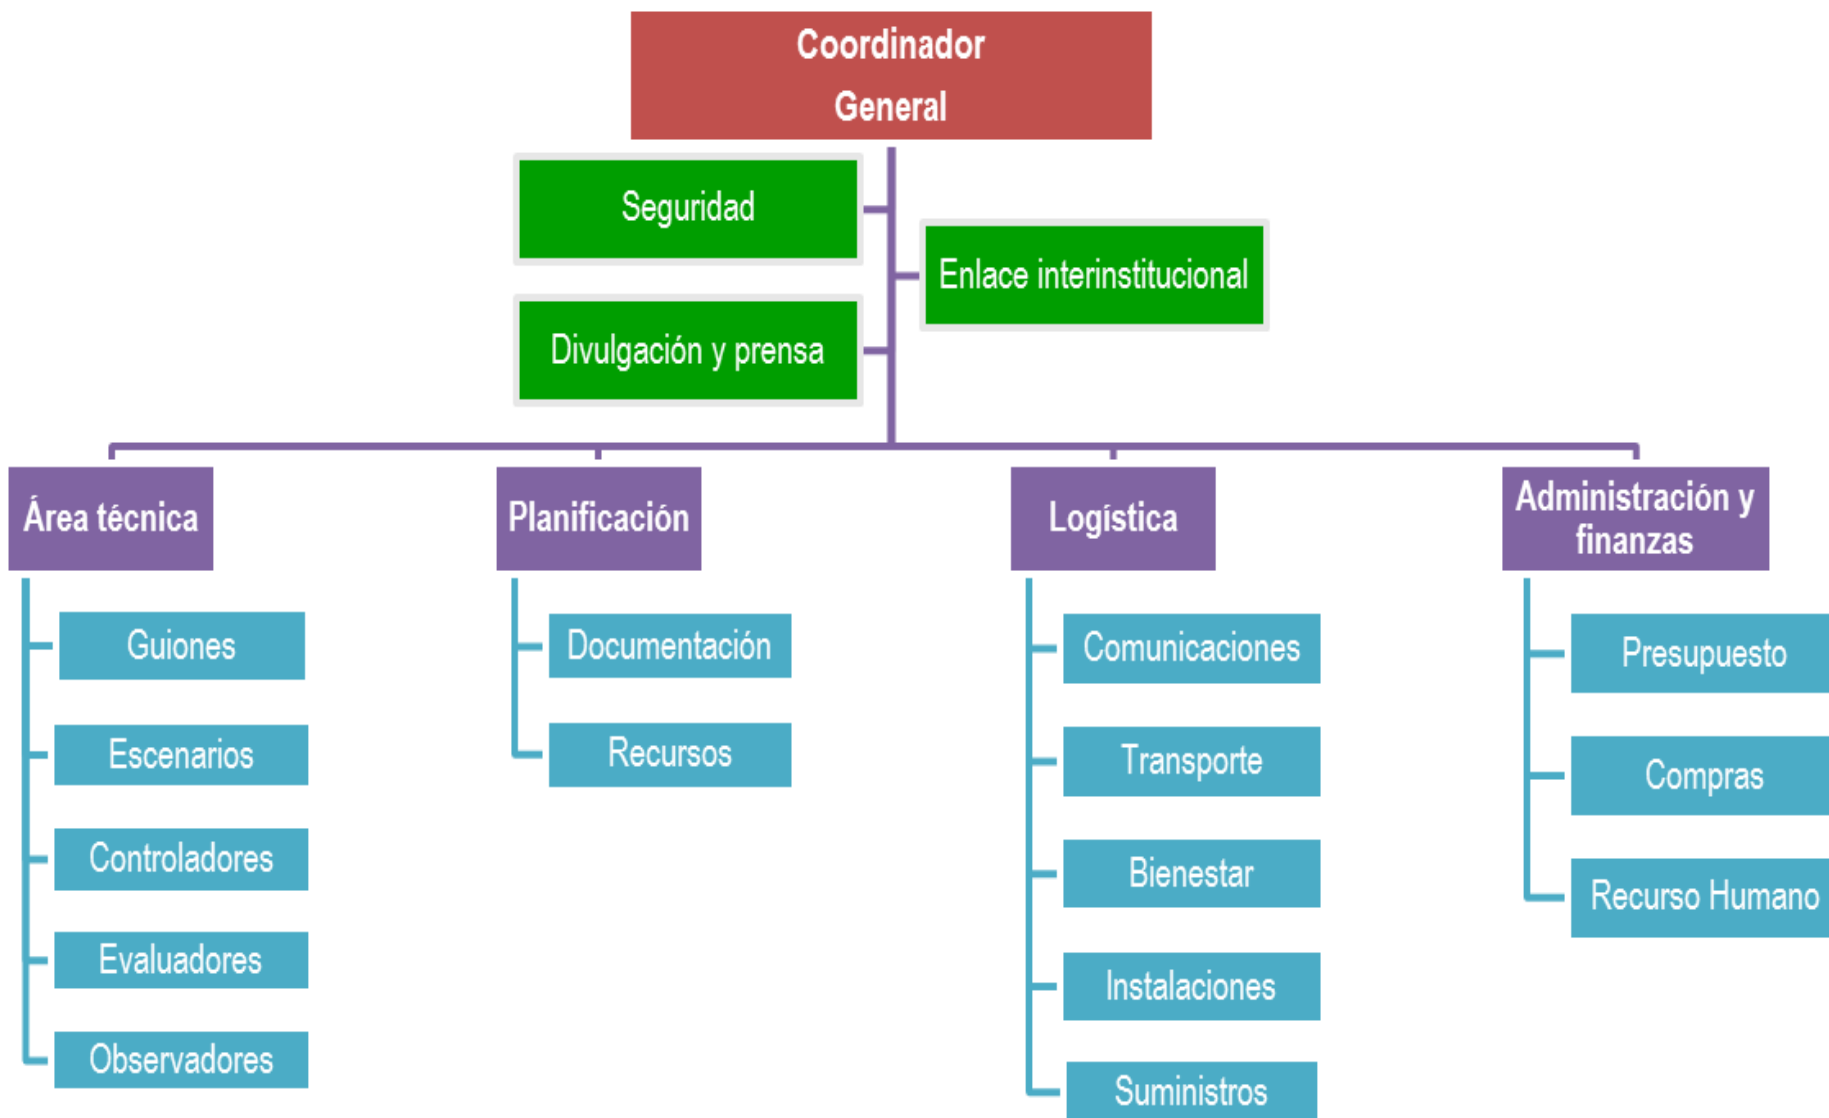 Coordinador
General
Seguridad
Enlace interinstitucional
Divulgación y prensa
Área técnica
Guiones
Escenarios
Controladores
Evaluadores
Observadores
Planificación
Documentación
Recursos
Logística
Comunicaciones
Transporte
Bienestar
Instalaciones
Suministros
Administración y
finanzas
Presupuesto
Compras
Recurso Humano